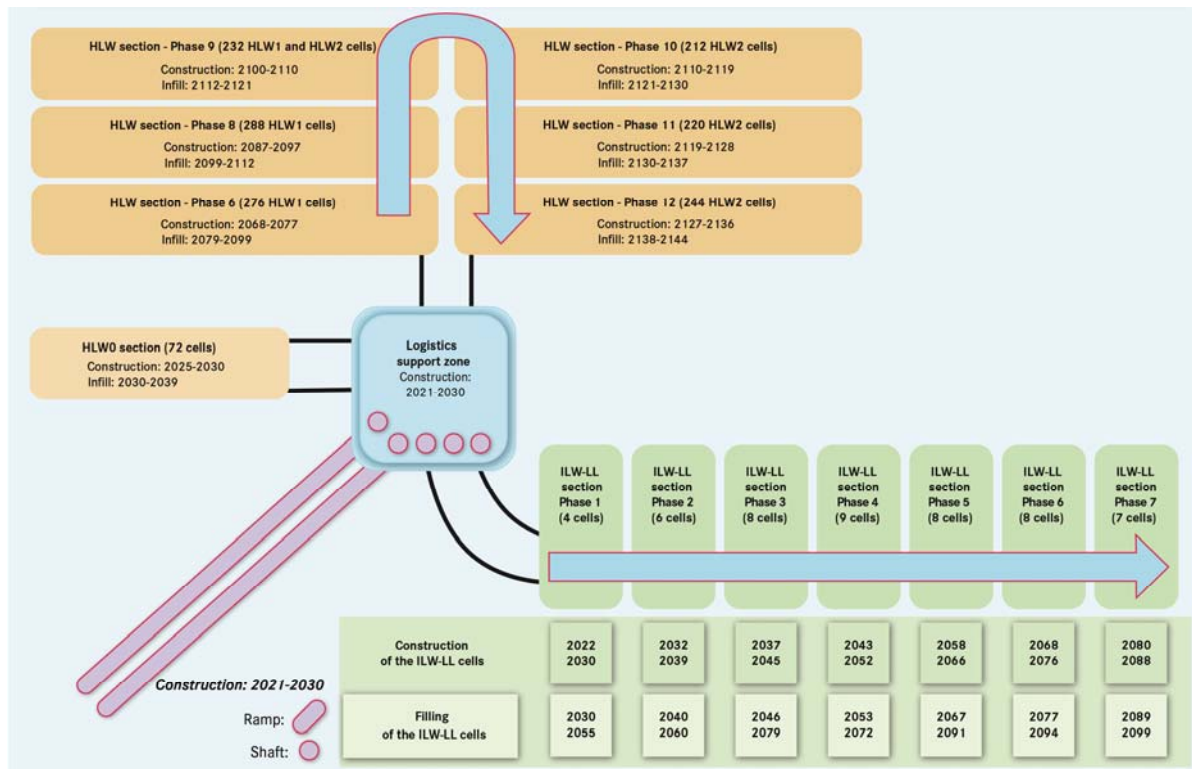 HLW section - Phase 9 (232 HLW1 and HLW2 cells)
Construction: 2100-2110
Infill: 2112-2121
HLW section - Phase 10 (212 HLW2 cells)
Construction: 2110-2119
Infill: 2121-2130
HLW section - Phase 8 (288 HLW1 cells)
Construction: 2087-2097
Infill: 2099-2112
HLW section - Phase 11 (220 HLW2 cells)
Construction: 2119-2128
Infill: 2130-2137
HLW section - Phase 6 (276 HLW1 cells)
Construction: 2068-2077
Infill: 2079-2099
HLW section - Phase 12 (244 HLW2 cells)
Construction: 2127-2136
Infill: 2138-2144
HLW0 section (72 cells)
Construction: 2025-2030
Infill: 2030-2039
Logistics
support zone
Construction:
2021-2030
ILW-LL
section
Phase 1
(4 cells)
ILW-LL
section
Phase 2
(6 cells)
ILW-LL
section
Phase 3
(8 cells)
ILW-LL
section
Phase 4
(9 cells)
ILW-LL
section
Phase 5
(8 cells)
ILW-LL
section
Phase 6
(8 cells)
ILW-LL
section
Phase 7
(7 cells)
Construction
of the ILW-LL cells
2022
2030
2032
2039
2037
2045
2043
2052
2058
2066
2068
2076
2080
2088
Filling
of the ILW-LL cells
2030
2055
2040
2060
2046
2079
2053
2072
2067
2091
2077
2094
2089
2099
Construction: 2021-2030
Ramp:
Shaft: